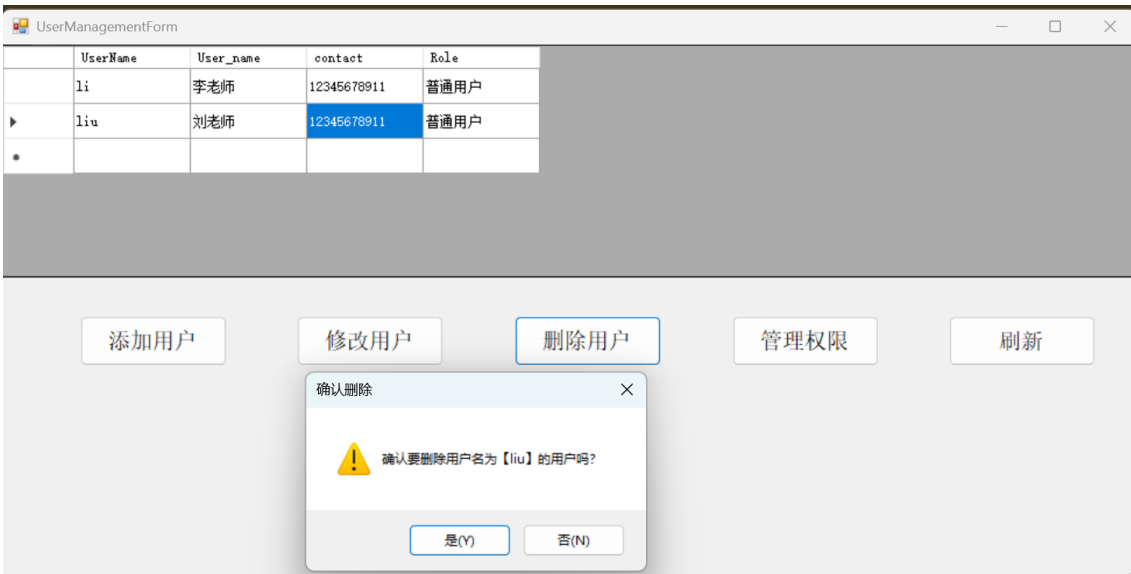 UserManagementForm
UserName User_name contact Role
li 李老师 12345678911 普通用户
liu 刘老师 12345678911 普通用户
添加用户 修改用户 删除用户 管理权限 刷新
确认删除
确认要删除用户名为【liu】的用户吗?
是(Y) 否(N)